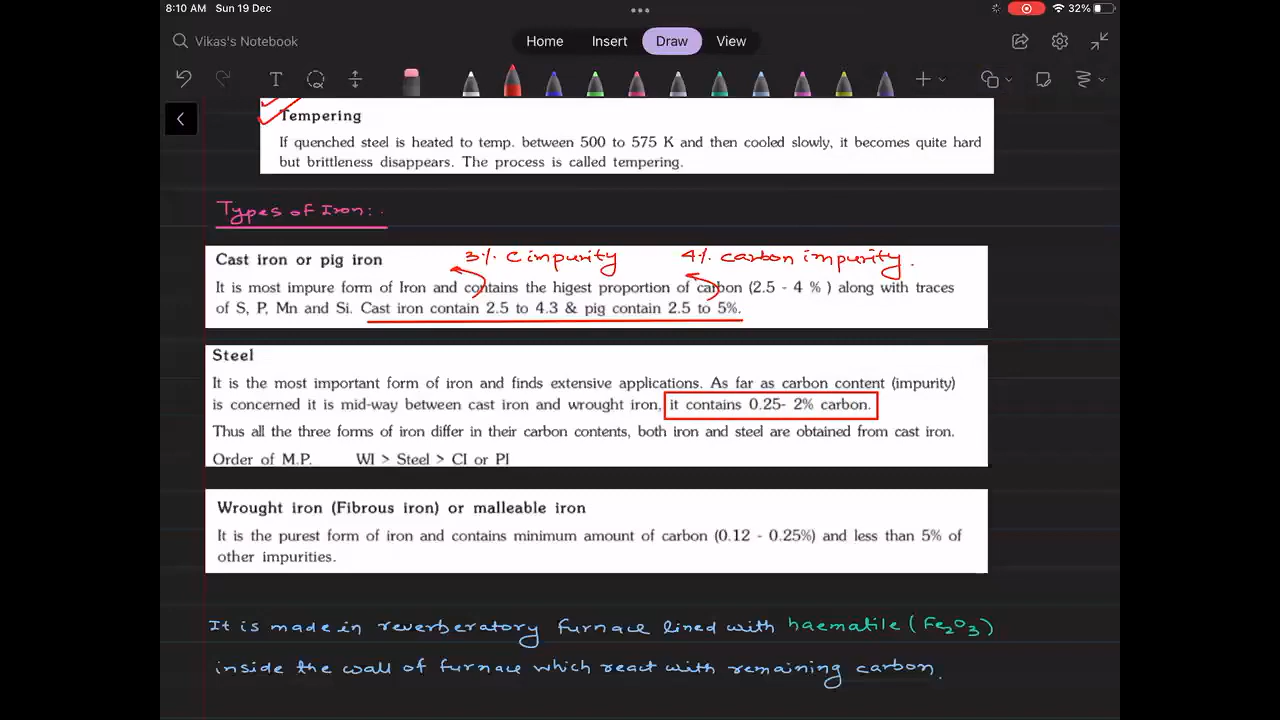 8:10 AM Sun 19 Dec
32%
Vikas's Notebook
Home Insert Draw View
Tempering
If quenched steel is heated to temp. between 500 to 575 K and then cooled slowly, it becomes quite hard
but brittleness disappears. The process is called tempering.
Types of Iron:
3% C impurity 4% carbon impurity.
Cast iron or pig iron
It is most impure form of Iron and contains the higest proportion of carbon (2.5 - 4 % ) along with traces
of S, P, Mn and Si. Cast iron contain 2.5 to 4.3 & pig contain 2.5 to 5%.
Steel
It is the most important form of iron and finds extensive applications. As far as carbon content (impurity)
is concerned it is mid-way between cast iron and wrought iron, it contains 0.25- 2% carbon.
Thus all the three forms of iron differ in their carbon contents, both iron and steel are obtained from cast iron.
Order of M.P. WI > Steel > CI or PI
Wrought iron (Fibrous iron) or malleable iron
It is the purest form of iron and contains minimum amount of carbon (0.12 - 0.25%) and less than 5% of
other impurities.
It is made in reverberatory furnace lined with haematile (Fe2O3)
inside the wall of furnace which react with remaining carbon.